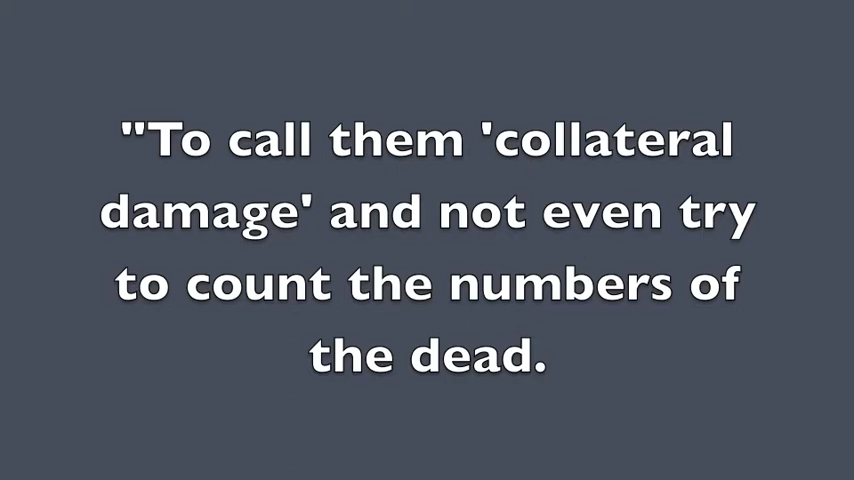 "To call them 'collateral
damage' and not even try
to count the numbers of
the dead.